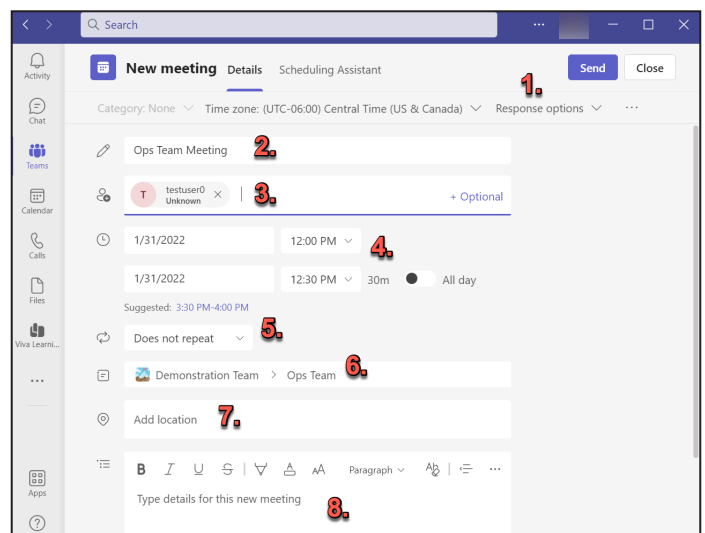 Search
Activity
Chat
Teams
Calendar
Calls
Files
Viva Learni...
Apps
New meeting Details Scheduling Assistant
Send Close
1.
Category: None Time zone: (UTC-06:00) Central Time (US & Canada) Response options
Ops Team Meeting 2.
T testuser0
Unknown 3.
+ Optional
1/31/2022 12:00 PM 4.
1/31/2022 12:30 PM 30m All day
Suggested: 3:30 PM-4:00 PM
Does not repeat 5.
Demonstration Team > Ops Team 6.
Add location 7.
B I U S A AA Paragraph Ab
Type details for this new meeting 8.